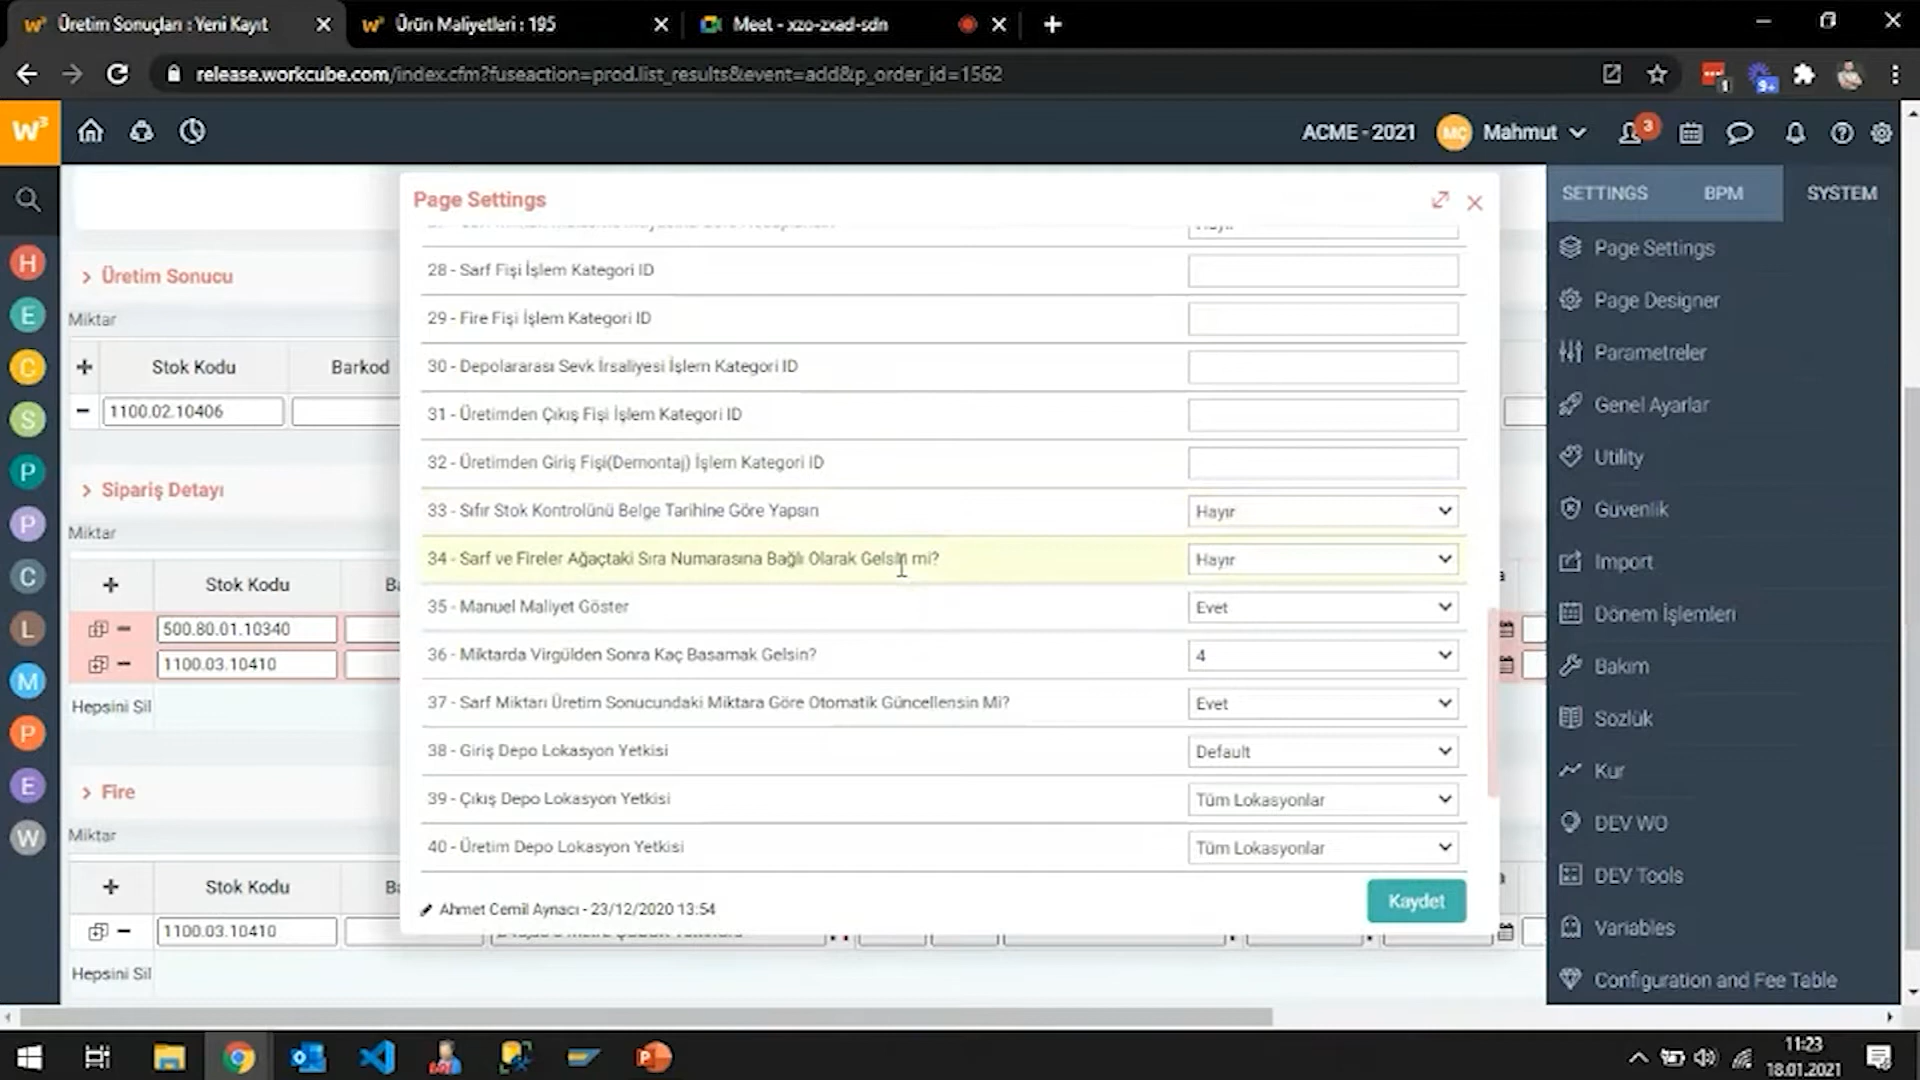 Üretim Sonuçları : Yeni Kayıt
Ürün Maliyetleri : 195
Meet - xzo-zxad-sdn
release.workcube.com/index.cfm?fuseaction=prod.list_results&event=add&p_order_id=1562
1
9+
W³
ACME - 2021
MC
Mahmut
3
SETTINGS
BPM
SYSTEM
Page Settings
Page Designer
Parametreler
Genel Ayarlar
Utility
Güvenlik
Import
Dönem İşlemleri
Bakım
Sözlük
Kur
DEV WO
DEV Tools
Variables
Configuration and Fee Table
H
E
C
S
P
P
C
L
M
P
E
W
Üretim Sonucu
Miktar
Stok Kodu
Barkod
1100.02.10406
Sipariş Detayı
Miktar
Stok Kodu
500.80.01.10340
1100.03.10410
Hepsini Sil
Fire
Miktar
Stok Kodu
1100.03.10410
Hepsini Sil
Page Settings
28 - Sarf Fişi İşlem Kategori ID
29 - Fire Fişi İşlem Kategori ID
30 - Depolararası Sevk İrsaliyesi İşlem Kategori ID
31 - Üretimden Çıkış Fişi İşlem Kategori ID
32 - Üretimden Giriş Fişi(Demontaj) İşlem Kategori ID
33 - Sıfır Stok Kontrolünü Belge Tarihine Göre Yapsın Hayır
34 - Sarf ve Fireler Ağaçtaki Sıra Numarasına Bağlı Olarak Gelsin mi? Hayır
35 - Manuel Maliyet Göster Evet
36 - Miktarda Virgülden Sonra Kaç Basamak Gelsin? 4
37 - Sarf Miktarı Üretim Sonucundaki Miktara Göre Otomatik Güncellensin Mi? Evet
38 - Giriş Depo Lokasyon Yetkisi Default
39 - Çıkış Depo Lokasyon Yetkisi Tüm Lokasyonlar
40 - Üretim Depo Lokasyon Yetkisi Tüm Lokasyonlar
Ahmet Cemil Aynacı - 23/12/2020 13:54
Kaydet
11:23
18.01.2021